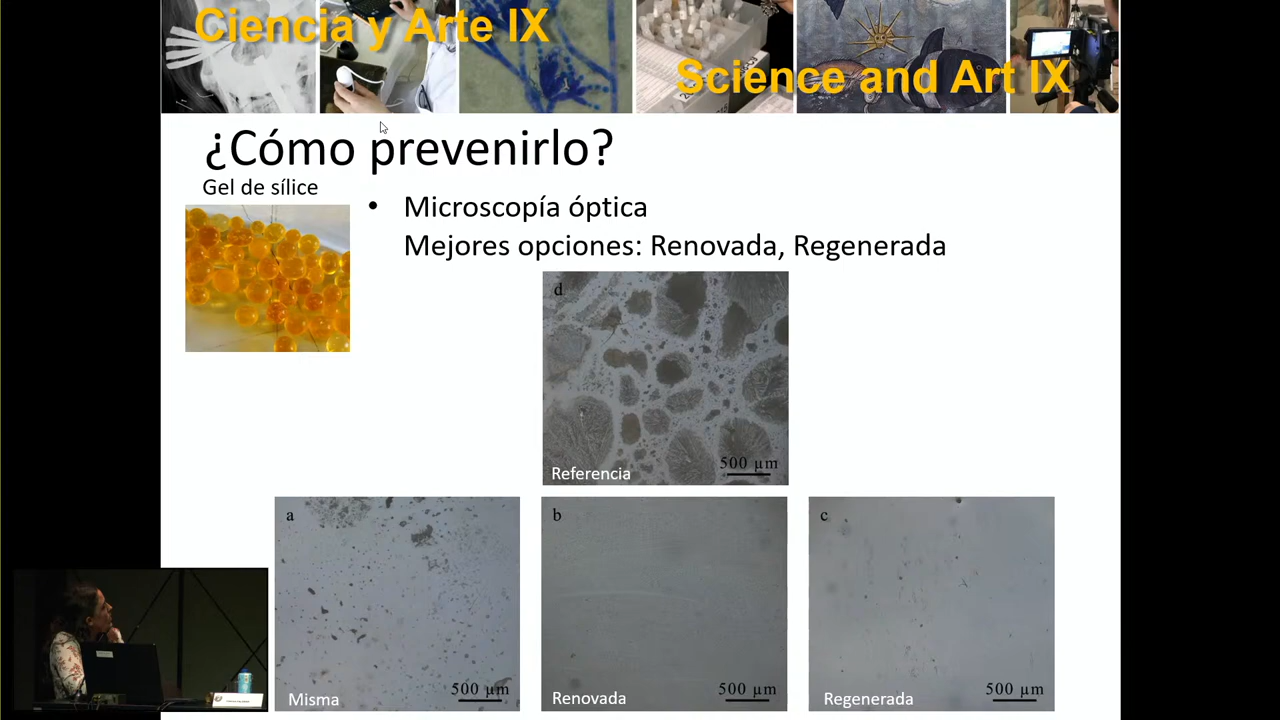 Ciencia y Arte IX
Science and Art IX
¿Cómo prevenirlo?
Gel de sílice
• Microscopía óptica
Mejores opciones: Renovada, Regenerada
d
Referencia
500 µm
a
Misma
500 µm
b
Renovada
500 µm
c
Regenerada
500 µm